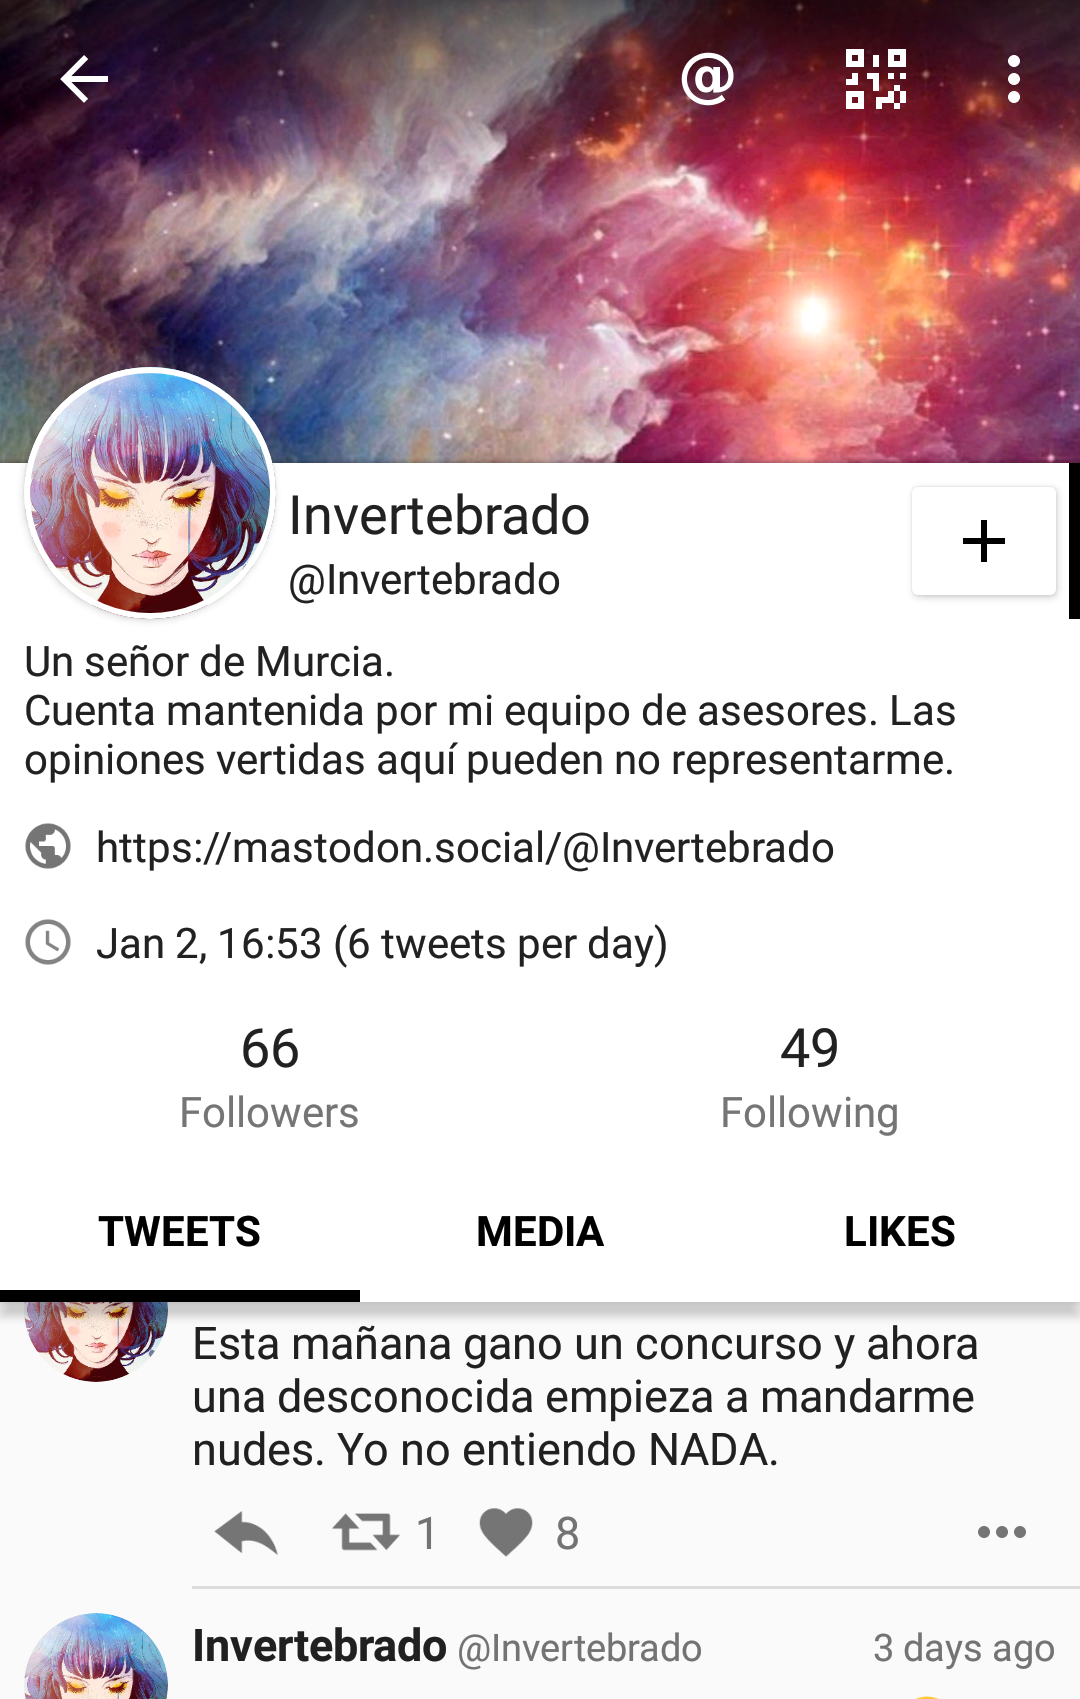 @
Invertebrado
@Invertebrado
Un señor de Murcia.
Cuenta mantenida por mi equipo de asesores. Las
opiniones vertidas aquí pueden no representarme.
https://mastodon.social/@Invertebrado
Jan 2, 16:53 (6 tweets per day)
66
Followers
49
Following
TWEETS MEDIA LIKES
Esta mañana gano un concurso y ahora
una desconocida empieza a mandarme
nudes. Yo no entiendo NADA.
1 8
Invertebrado @Invertebrado 3 days ago